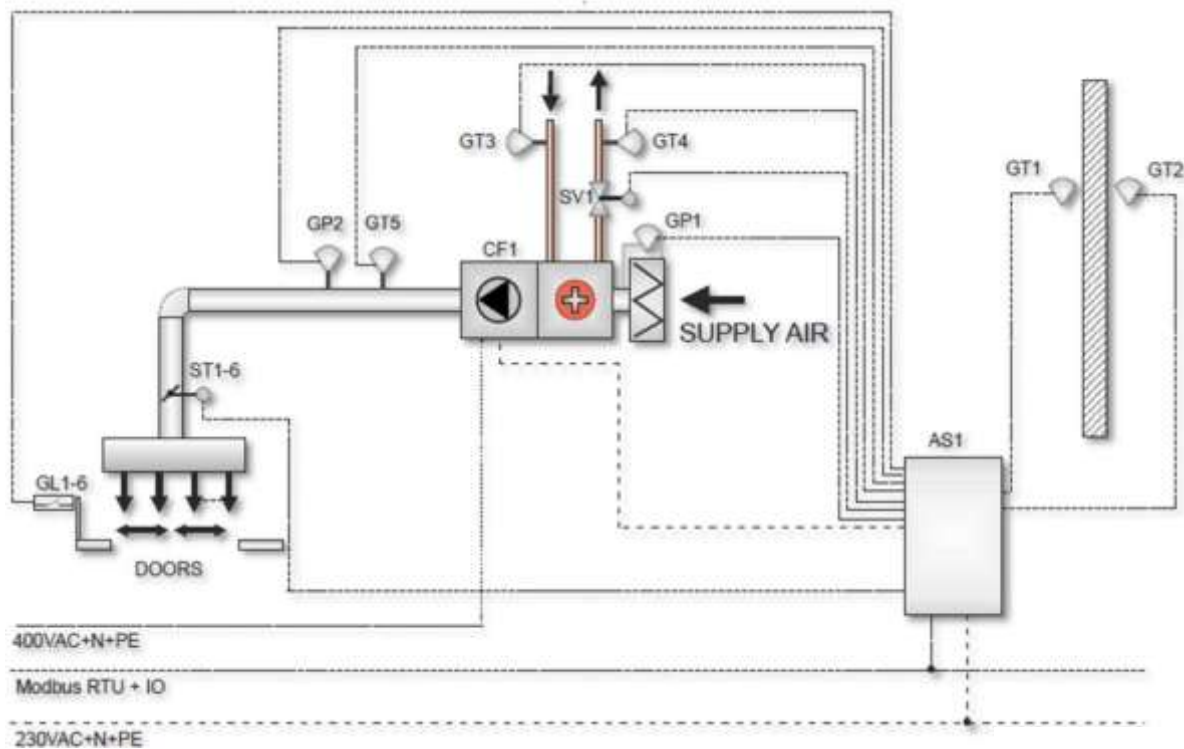 GT3
GT4
GT1
GT2
SV1
GP2
GT5
CF1
GP1
SUPPLY AIR
ST1-6
AS1
GL1-6
DOORS
400VAC+N+PE
Modbus RTU + IO
230VAC+N+PE